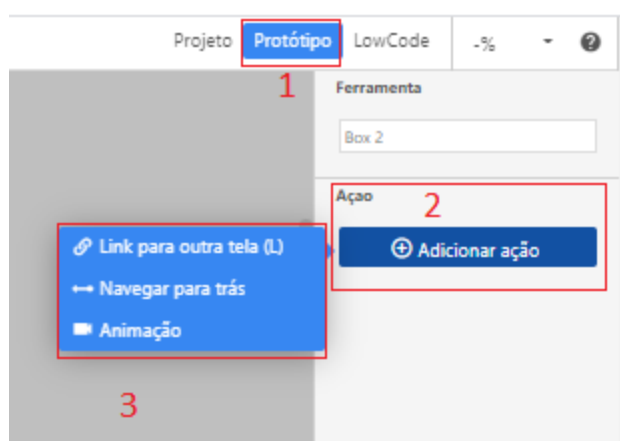 Projeto Protótipo LowCode -%
1
Ferramenta
Box 2
Açao
2
Adicionar ação
Link para outra tela (L)
Navegar para trás
Animação
3